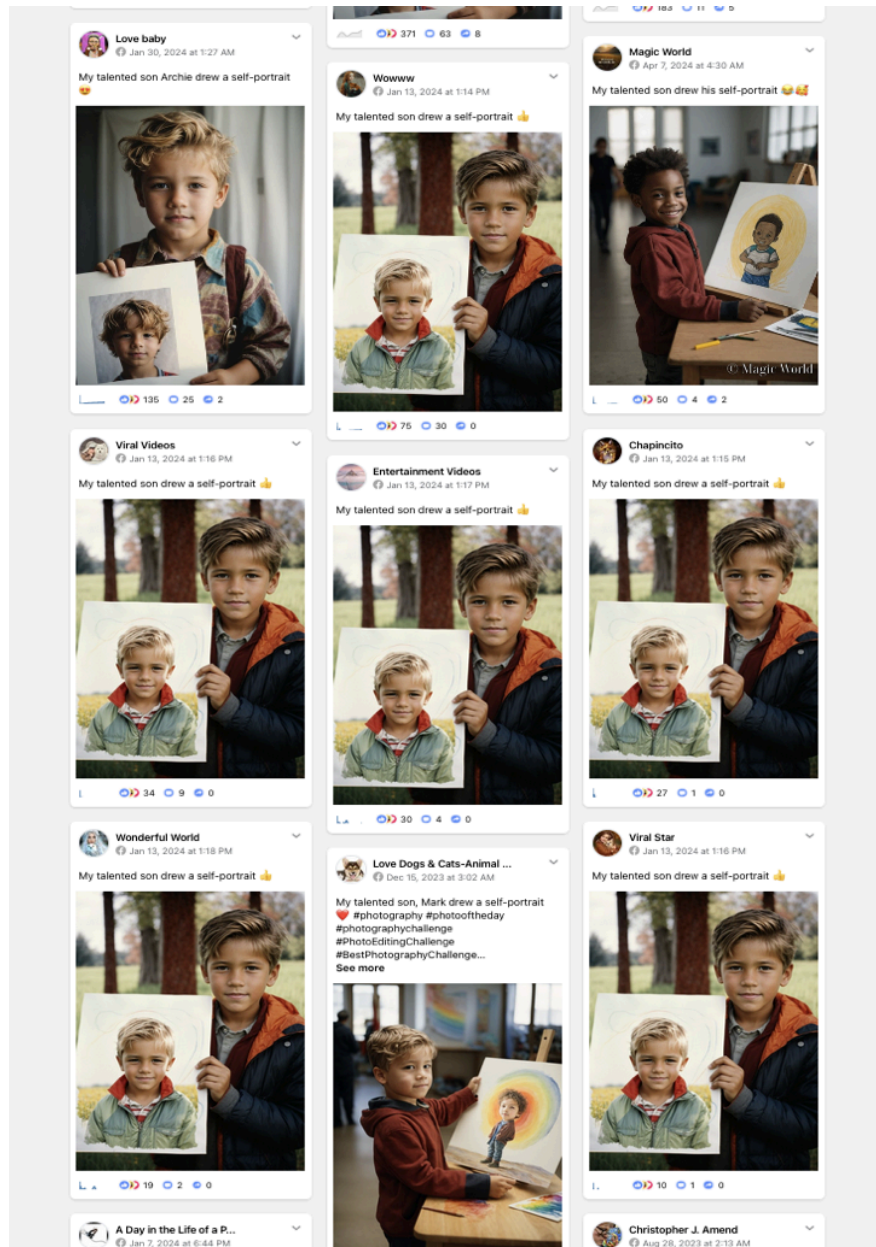 371 63 8
183 11 5
Love baby
Jan 30, 2024 at 1:27 AM
My talented son Archie drew a self-portrait
😍
135 25 2
Wowww
Jan 13, 2024 at 1:14 PM
My talented son drew a self-portrait 👍
75 30 0
Magic World
Apr 7, 2024 at 4:30 AM
My talented son drew his self-portrait 😂🥰
© Magic World
50 4 2
Viral Videos
Jan 13, 2024 at 1:16 PM
My talented son drew a self-portrait 👍
34 9 0
Entertainment Videos
Jan 13, 2024 at 1:17 PM
My talented son drew a self-portrait 👍
30 4 0
Chapincito
Jan 13, 2024 at 1:15 PM
My talented son drew a self-portrait 👍
27 1 0
Wonderful World
Jan 13, 2024 at 1:18 PM
My talented son drew a self-portrait 👍
19 2 0
Love Dogs & Cats-Animal ...
Dec 15, 2023 at 3:02 AM
My talented son, Mark drew a self-portrait
❤️ #photography #photooftheday
#photographychallenge
#PhotoEditingChallenge
#BestPhotographyChallenge...
See more
Viral Star
Jan 13, 2024 at 1:16 PM
My talented son drew a self-portrait 👍
10 1 0
A Day in the Life of a P...
Jan 7, 2024 at 6:44 PM
Christopher J. Amend
Aug 28, 2023 at 2:13 AM